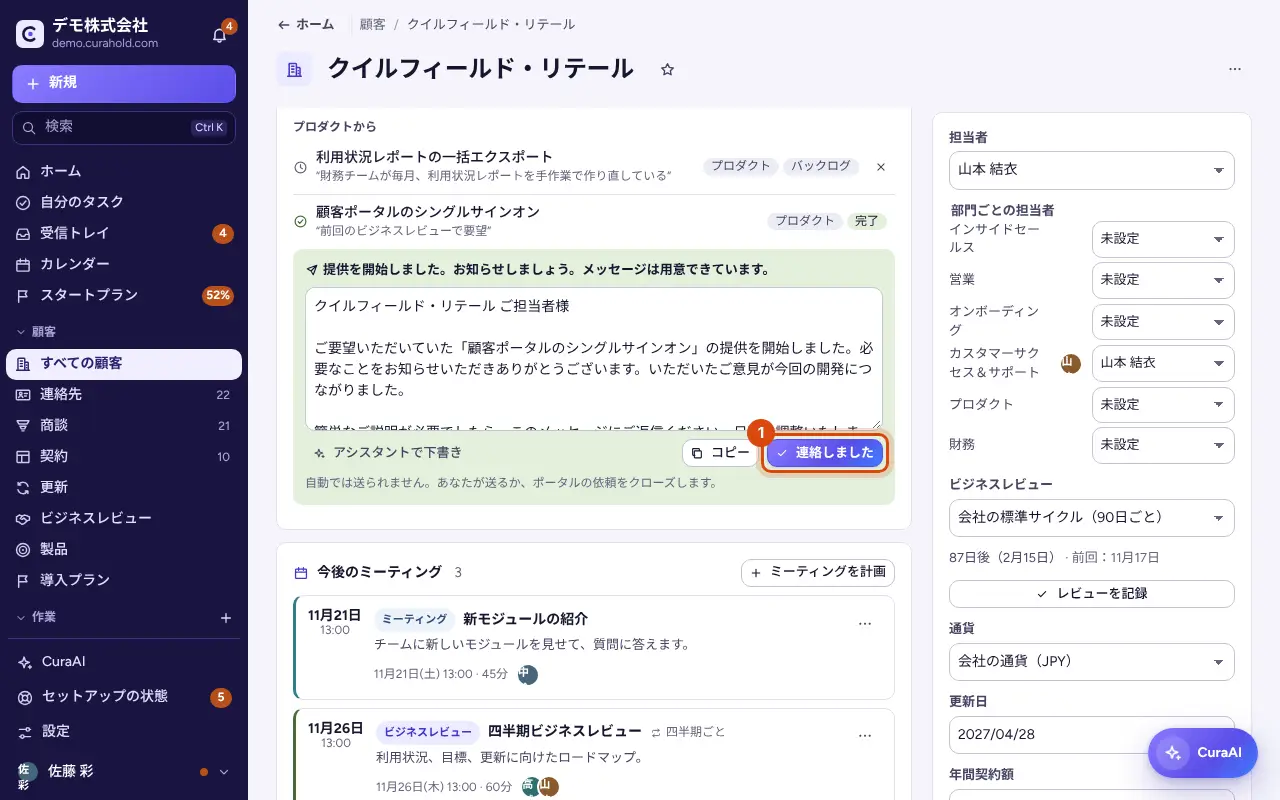 デモ株式会社
demo.curahold.com
4
新規
検索
Ctrl K
ホーム
自分のタスク
受信トレイ
4
カレンダー
スタートプラン
52%
顧客
すべての顧客
連絡先
22
商談
21
契約
10
更新
ビジネスレビュー
製品
導入プラン
作業
CuraAI
セットアップの状態
5
設定
佐彩
佐藤 彩
ホーム
顧客 / クイルフィールド・リテール
クイルフィールド・リテール
プロダクトから
利用状況レポートの一括エクスポート
“財務チームが毎月、利用状況レポートを手作業で作り直している”
プロダクト
バックログ
顧客ポータルのシングルサインオン
“前回のビジネスレビューで要望”
プロダクト
完了
提供を開始しました。お知らせしましょう。メッセージは用意できています。
クイルフィールド・リテール ご担当者様
ご要望いただいていた「顧客ポータルのシングルサインオン」の提供を開始しました。必
要なことをお知らせいただきありがとうございます。いただいたご意見が今回の開発につ
ながりました。
アシスタントで下書き
コピー
1
連絡しました
自動では送られません。あなたが送るか、ポータルの依頼をクローズします。
今後のミーティング 3
ミーティングを計画
11月21日
13:00
ミーティング
新モジュールの紹介
チームに新しいモジュールを見せて、質問に答えます。
11月21日(土) 13:00 · 45分
中
11月26日
13:00
ビジネスレビュー
四半期ビジネスレビュー
四半期ごと
利用状況、目標、更新に向けたロードマップ。
11月26日(木) 13:00 · 60分
高
山
担当者
山本 結衣
部門ごとの担当者
インサイドセー
ルス
未設定
営業
未設定
オンボーディン
グ
未設定
カスタマーサク
セス＆サポート
山
山本 結衣
プロダクト
未設定
財務
未設定
ビジネスレビュー
会社の標準サイクル（90日ごと）
87日後（2月15日） · 前回：11月17日
レビューを記録
通貨
会社の通貨（JPY）
更新日
2027/04/28
年間契約額
CuraAI